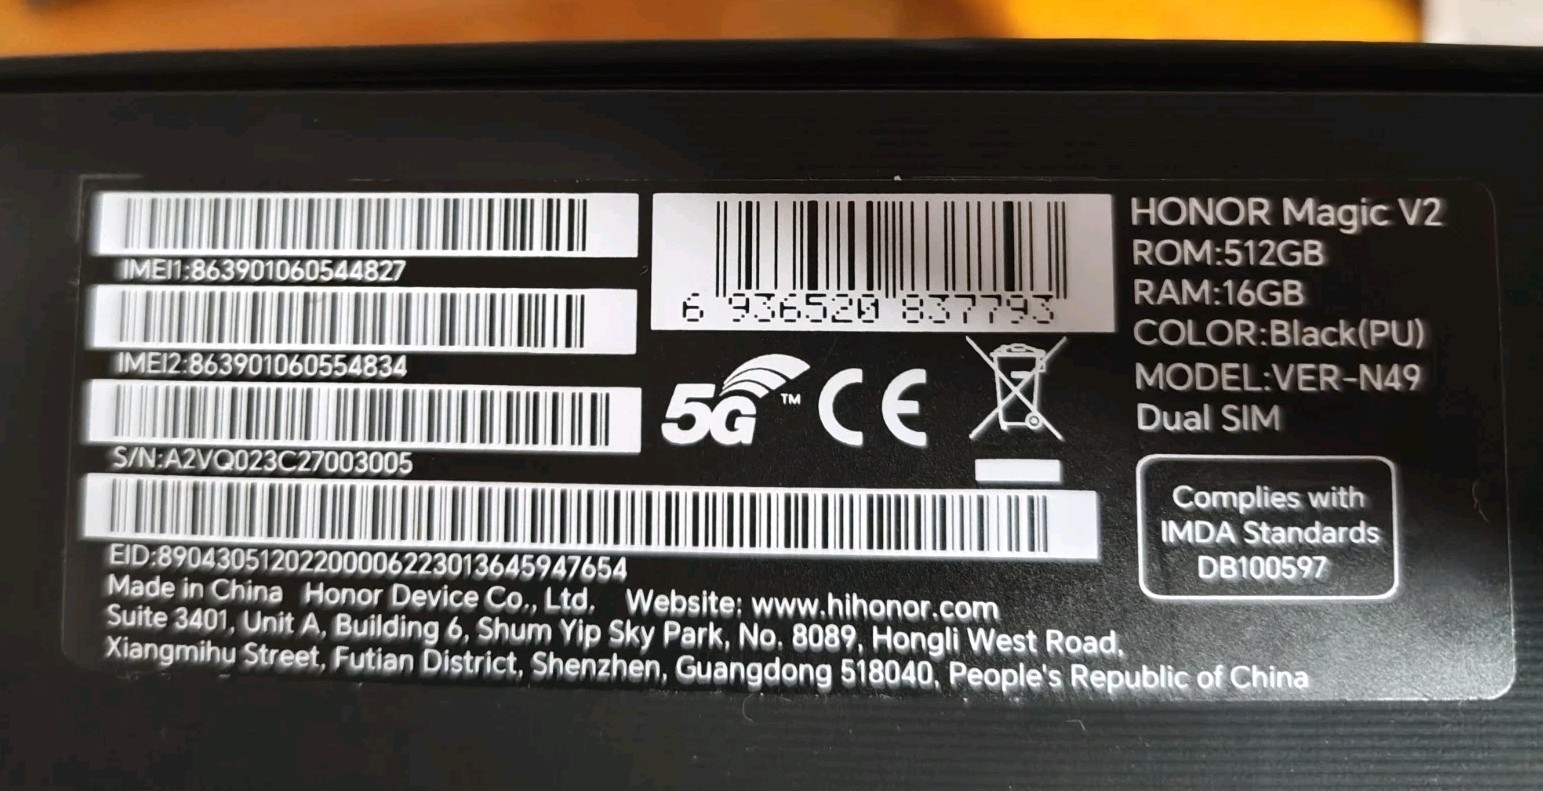 IMEI1:863901060544827
IMEI2:863901060554834
S/N:A2VQ023C27003005
EID:89043051202200006223013645947654
6 936520 837793
5G™ CE
HONOR Magic V2
ROM:512GB
RAM:16GB
COLOR:Black(PU)
MODEL:VER-N49
Dual SIM
Complies with
IMDA Standards
DB100597
Made in China Honor Device Co., Ltd. Website: www.hihonor.com
Suite 3401, Unit A, Building 6, Shum Yip Sky Park, No. 8089, Hongli West Road,
Xiangmihu Street, Futian District, Shenzhen, Guangdong 518040, People's Republic of China